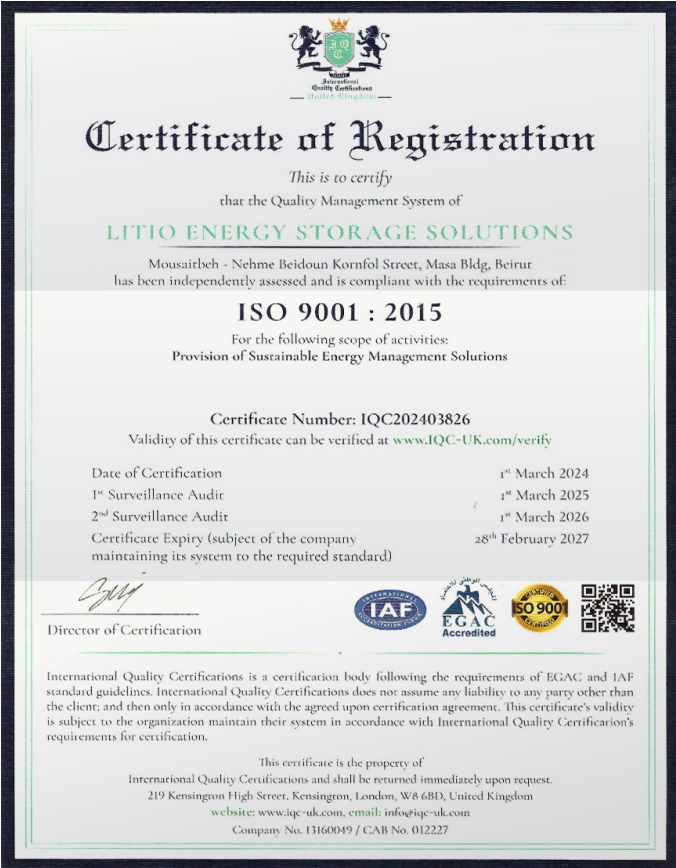 IQC
International
Quality Certifications
United Kingdom
Certificate of Registration
This is to certify
that the Quality Management System of
LITIO ENERGY STORAGE SOLUTIONS
Mousaitbeh - Nehme Beidoun Kornfol Street, Masa Bldg, Beirut
has been independently assessed and is compliant with the requirements of:
ISO 9001 : 2015
For the following scope of activities:
Provision of Sustainable Energy Management Solutions
Certificate Number: IQC202403826
Validity of this certificate can be verified at www.IQC-UK.com/verify
Date of Certification 1st March 2024
1st Surveillance Audit 1st March 2025
2nd Surveillance Audit 1st March 2026
Certificate Expiry (subject of the company 28th February 2027
maintaining its system to the required standard)
Director of Certification
INTERNATIONAL
IAF
ACCREDITATION FORUM
EGAC
Accredited
CERTIFIED
ISO 9001
CERTIFIED
International Quality Certifications is a certification body following the requirements of EGAC and IAF
standard guidelines. International Quality Certifications does not assume any liability to any party other than
the client; and then only in accordance with the agreed upon certification agreement. This certificate's validity
is subject to the organization maintain their system in accordance with International Quality Certification's
requirements for certification.
This certificate is the property of
International Quality Certifications and shall be returned immediately upon request.
219 Kensington High Street, Kensington, London, W8 6BD, United Kingdom
website: www.iqc-uk.com, email: info@iqc-uk.com
Company No. 13160049 / CAB No. 012227